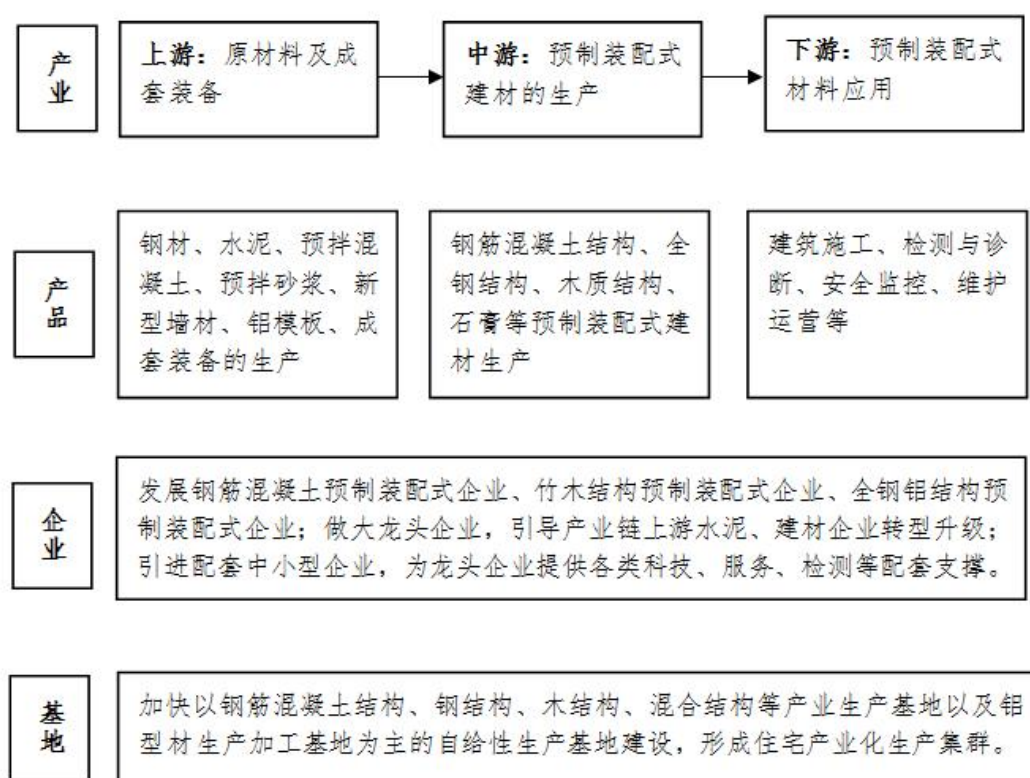 产业
上游：原材料及成
套装备
中游：预制装配式
建材的生产
下游：预制装配式
材料应用
产品
钢材、水泥、预拌混
凝土、预拌砂浆、新
型墙材、铝模板、成
套装备的生产
钢筋混凝土结构、全
钢结构、木质结构、
石膏等预制装配式建
材生产
建筑施工、检测与诊
断、安全监控、维护
运营等
企业
发展钢筋混凝土预制装配式企业、竹木结构预制装配式企业、全钢铝结构预
制装配式企业；做大龙头企业，引导产业链上游水泥、建材企业转型升级；
引进配套中小型企业，为龙头企业提供各类科技、服务、检测等配套支撑。
基地
加快以钢筋混凝土结构、钢结构、木结构、混合结构等产业生产基地以及铝
型材生产加工基地为主的自给性生产基地建设，形成住宅产业化生产集群。